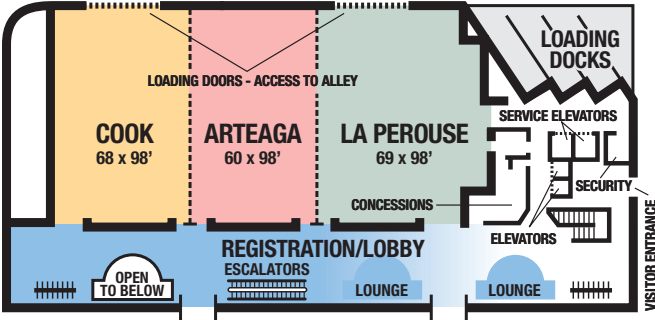 LOADING
DOCKS
LOADING DOORS - ACCESS TO ALLEY
SERVICE ELEVATORS
COOK
68 x 98’
ARTEAGA
60 x 98’
LA PEROUSE
69 x 98’
SECURITY
CONCESSIONS
ELEVATORS
VISITOR ENTRANCE
REGISTRATION/LOBBY
ESCALATORS
OPEN
TO BELOW
LOUNGE
LOUNGE